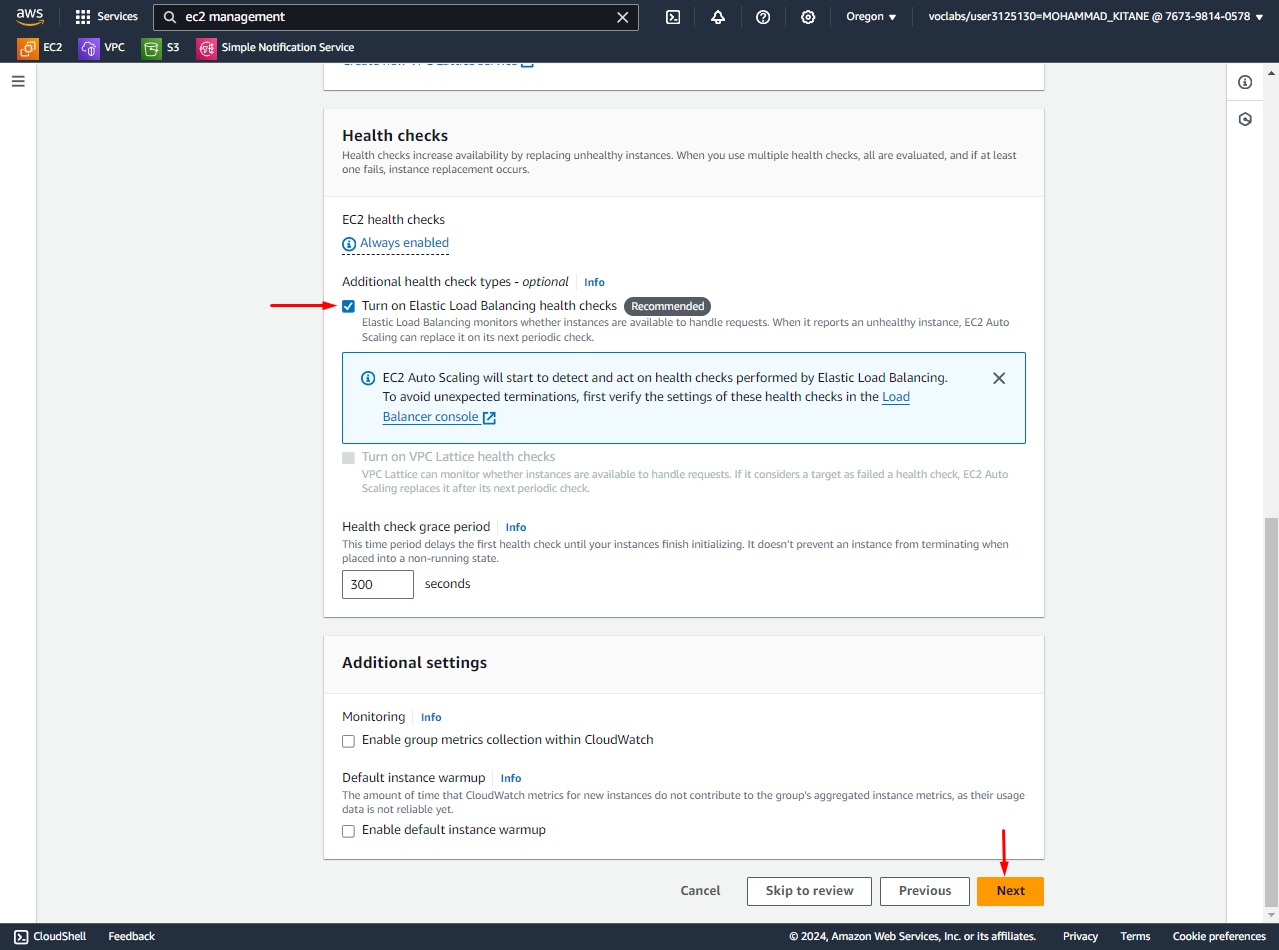 aws
Services
ec2 management
Oregon
voclabs/user3125130=MOHAMMAD_KITANE @ 7673-9814-0578
EC2
VPC
S3
Simple Notification Service
Create new VPC Lattice service
Health checks
Health checks increase availability by replacing unhealthy instances. When you use multiple health checks, all are evaluated, and if at least
one fails, instance replacement occurs.
EC2 health checks
Always enabled
Additional health check types - optional
Info
Turn on Elastic Load Balancing health checks
Recommended
Elastic Load Balancing monitors whether instances are available to handle requests. When it reports an unhealthy instance, EC2 Auto
Scaling can replace it on its next periodic check.
EC2 Auto Scaling will start to detect and act on health checks performed by Elastic Load Balancing.
To avoid unexpected terminations, first verify the settings of these health checks in the Load
Balancer console
Turn on VPC Lattice health checks
VPC Lattice can monitor whether instances are available to handle requests. If it considers a target as failed a health check, EC2 Auto
Scaling replaces it after its next periodic check.
Health check grace period
Info
This time period delays the first health check until your instances finish initializing. It doesn't prevent an instance from terminating when
placed into a non-running state.
300
seconds
Additional settings
Monitoring
Info
Enable group metrics collection within CloudWatch
Default instance warmup
Info
The amount of time that CloudWatch metrics for new instances do not contribute to the group's aggregated instance metrics, as their usage
data is not reliable yet.
Enable default instance warmup
Cancel
Skip to review
Previous
Next
CloudShell
Feedback
© 2024, Amazon Web Services, Inc. or its affiliates.
Privacy
Terms
Cookie preferences